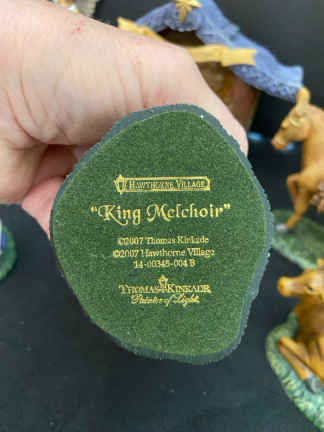 HAWTHORNE VILLAGE
"King Melchoir"
©2007 Thomas Kinkade
©2007 Hawthorne Village
14-00345-004 B
THOMAS KINKADE
Painter of Light